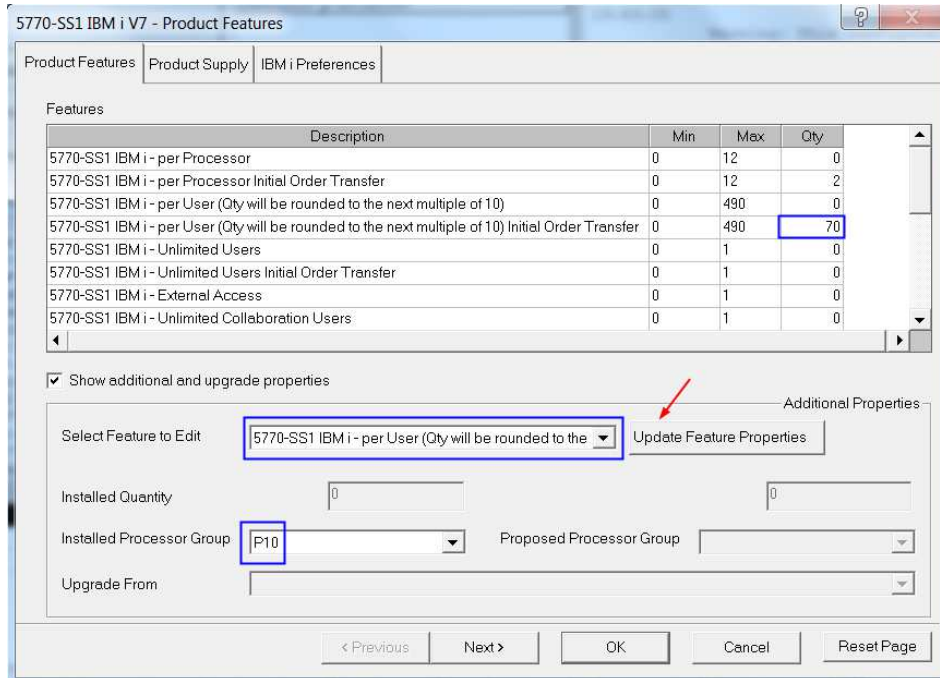 5770-SS1 IBM i V7 - Product Features
Product Features Product Supply IBM i Preferences
Features
Description Min Max Qty
5770-SS1 IBM i - per Processor 0 12 0
5770-SS1 IBM i - per Processor Initial Order Transfer 0 12 2
5770-SS1 IBM i - per User (Qty will be rounded to the next multiple of 10) 0 490 0
5770-SS1 IBM i - per User (Qty will be rounded to the next multiple of 10) Initial Order Transfer 0 490 70
5770-SS1 IBM i - Unlimited Users 0 1 0
5770-SS1 IBM i - Unlimited Users Initial Order Transfer 0 1 0
5770-SS1 IBM i - External Access 0 1 0
5770-SS1 IBM i - Unlimited Collaboration Users 0 1 0
Show additional and upgrade properties
Additional Properties
Select Feature to Edit 5770-SS1 IBM i - per User (Qty will be rounded to the Update Feature Properties
Installed Quantity 0 0
Installed Processor Group P10 Proposed Processor Group
Upgrade From
< Previous Next > OK Cancel Reset Page